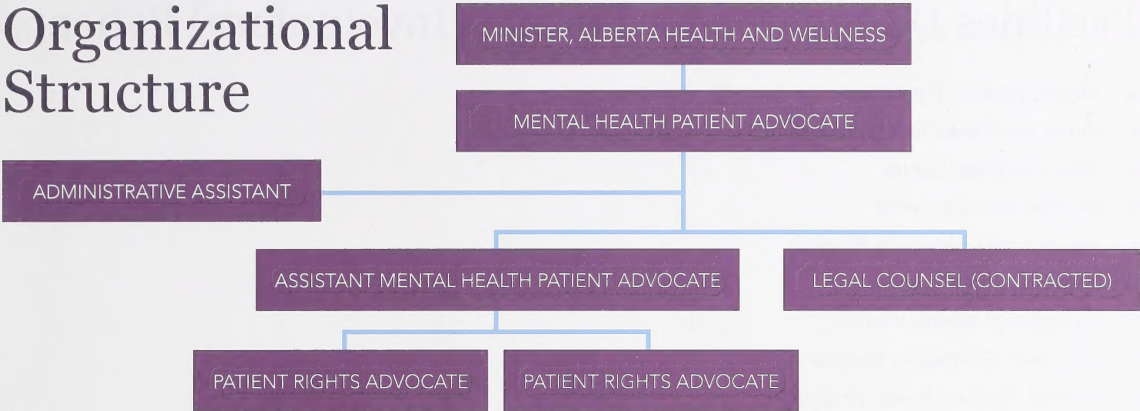 Organizational
Structure
MINISTER, ALBERTA HEALTH AND WELLNESS
MENTAL HEALTH PATIENT ADVOCATE
ADMINISTRATIVE ASSISTANT
ASSISTANT MENTAL HEALTH PATIENT ADVOCATE
LEGAL COUNSEL (CONTRACTED)
PATIENT RIGHTS ADVOCATE
PATIENT RIGHTS ADVOCATE